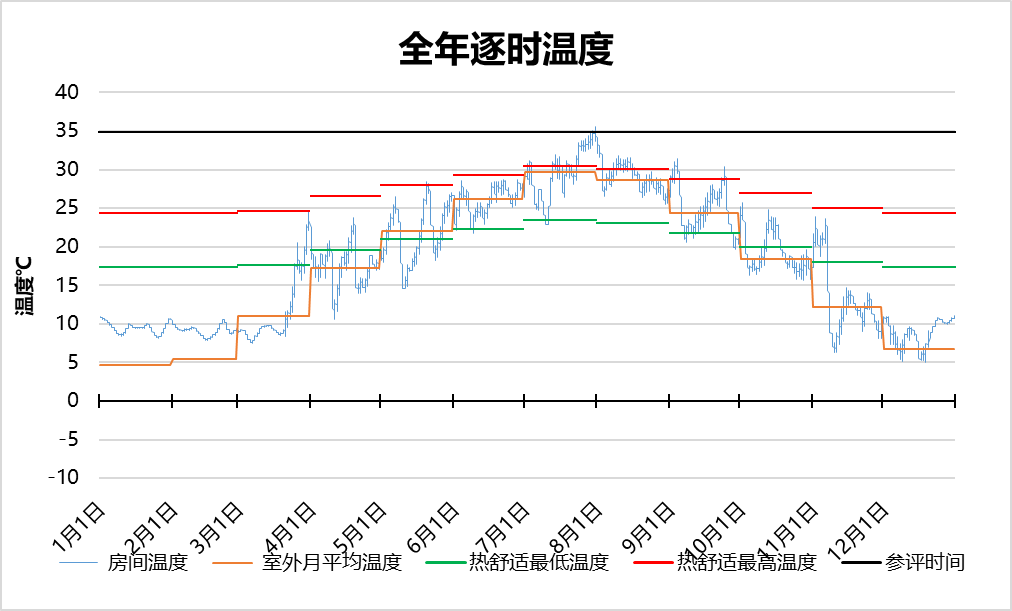 全年逐时温度
40
35
30
25
20
15
10
5
0
-5
-10
温度℃
1月1日
2月1日
3月1日
4月1日
5月1日
6月1日
7月1日
8月1日
9月1日
10月1日
11月1日
12月1日
房间温度 室外月平均温度 热舒适最低温度 热舒适最高温度 参评时间